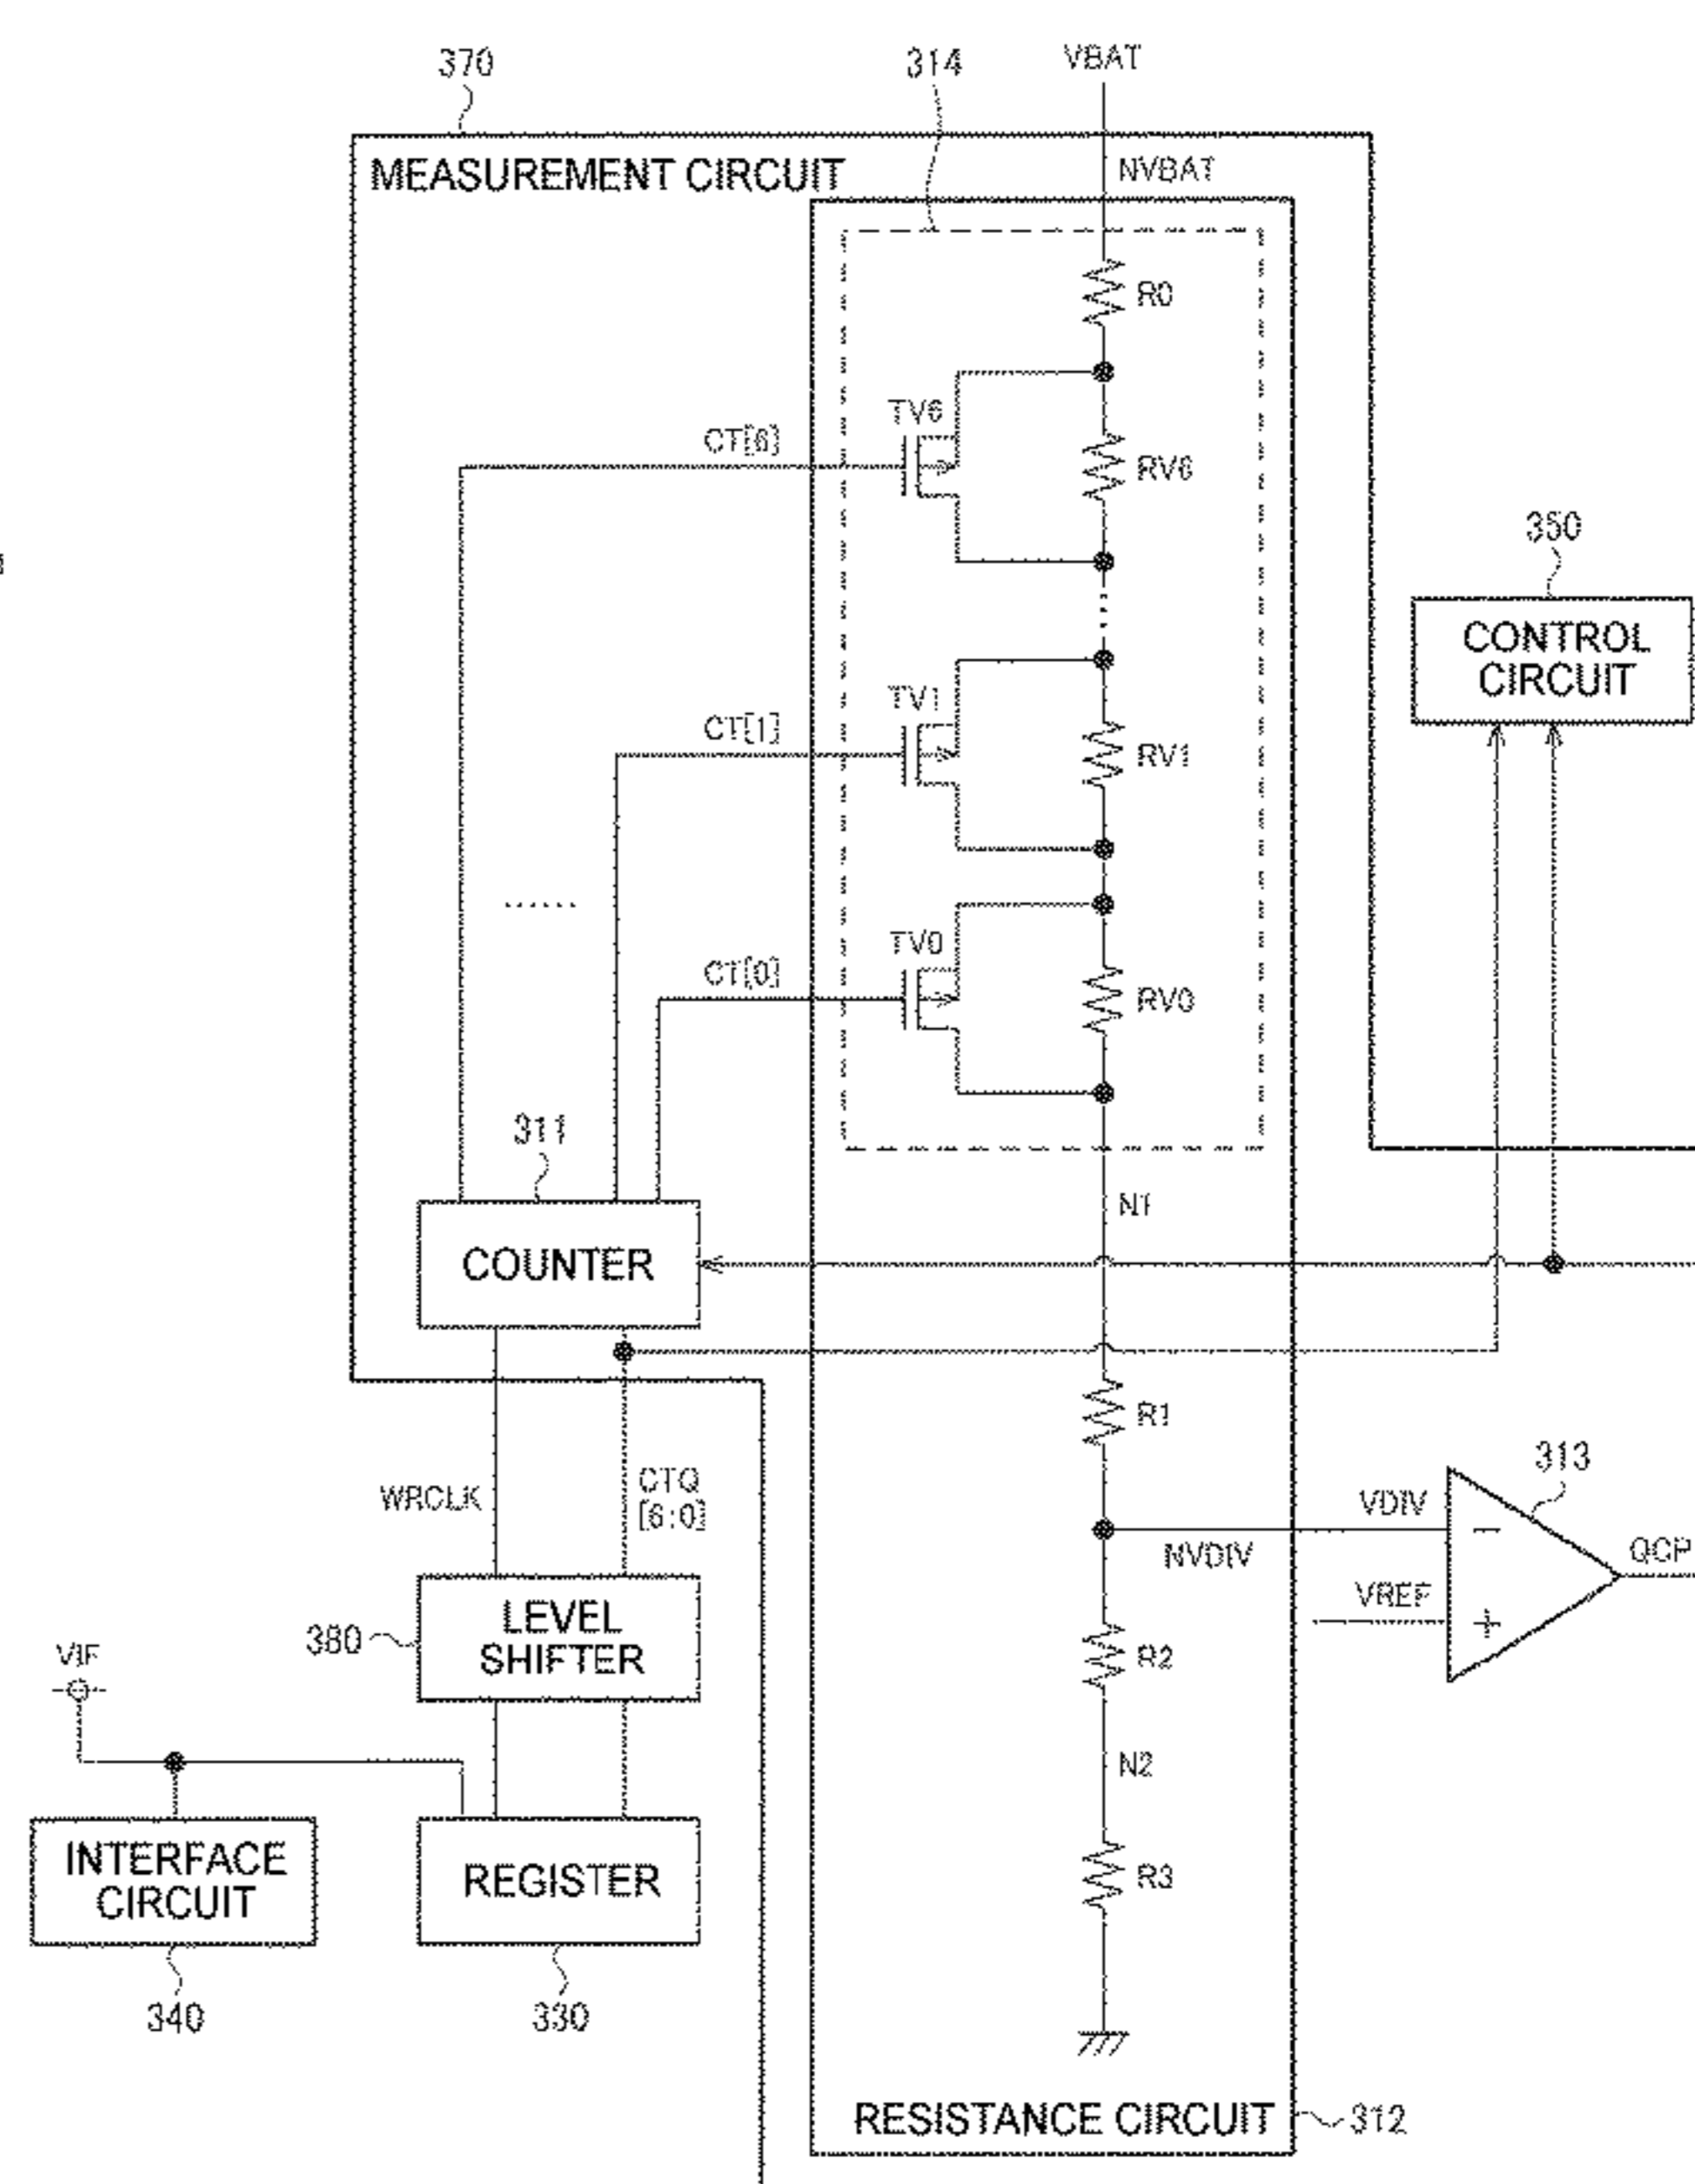 370
314
VBAT
MEASUREMENT CIRCUIT
NVBAT
R0
TV6
CT[6]
RV6
350
CONTROL
CIRCUIT
TV1
CT[1]
RV1
TV0
CT[0]
RV0
311
N1
COUNTER
R1
313
WRCLK
CTQ
[6:0]
VDIV
NVDIV
QCP
VREF
LEVEL
SHIFTER
380
VIF
R2
N2
INTERFACE
CIRCUIT
REGISTER
R3
340
330
RESISTANCE CIRCUIT
312